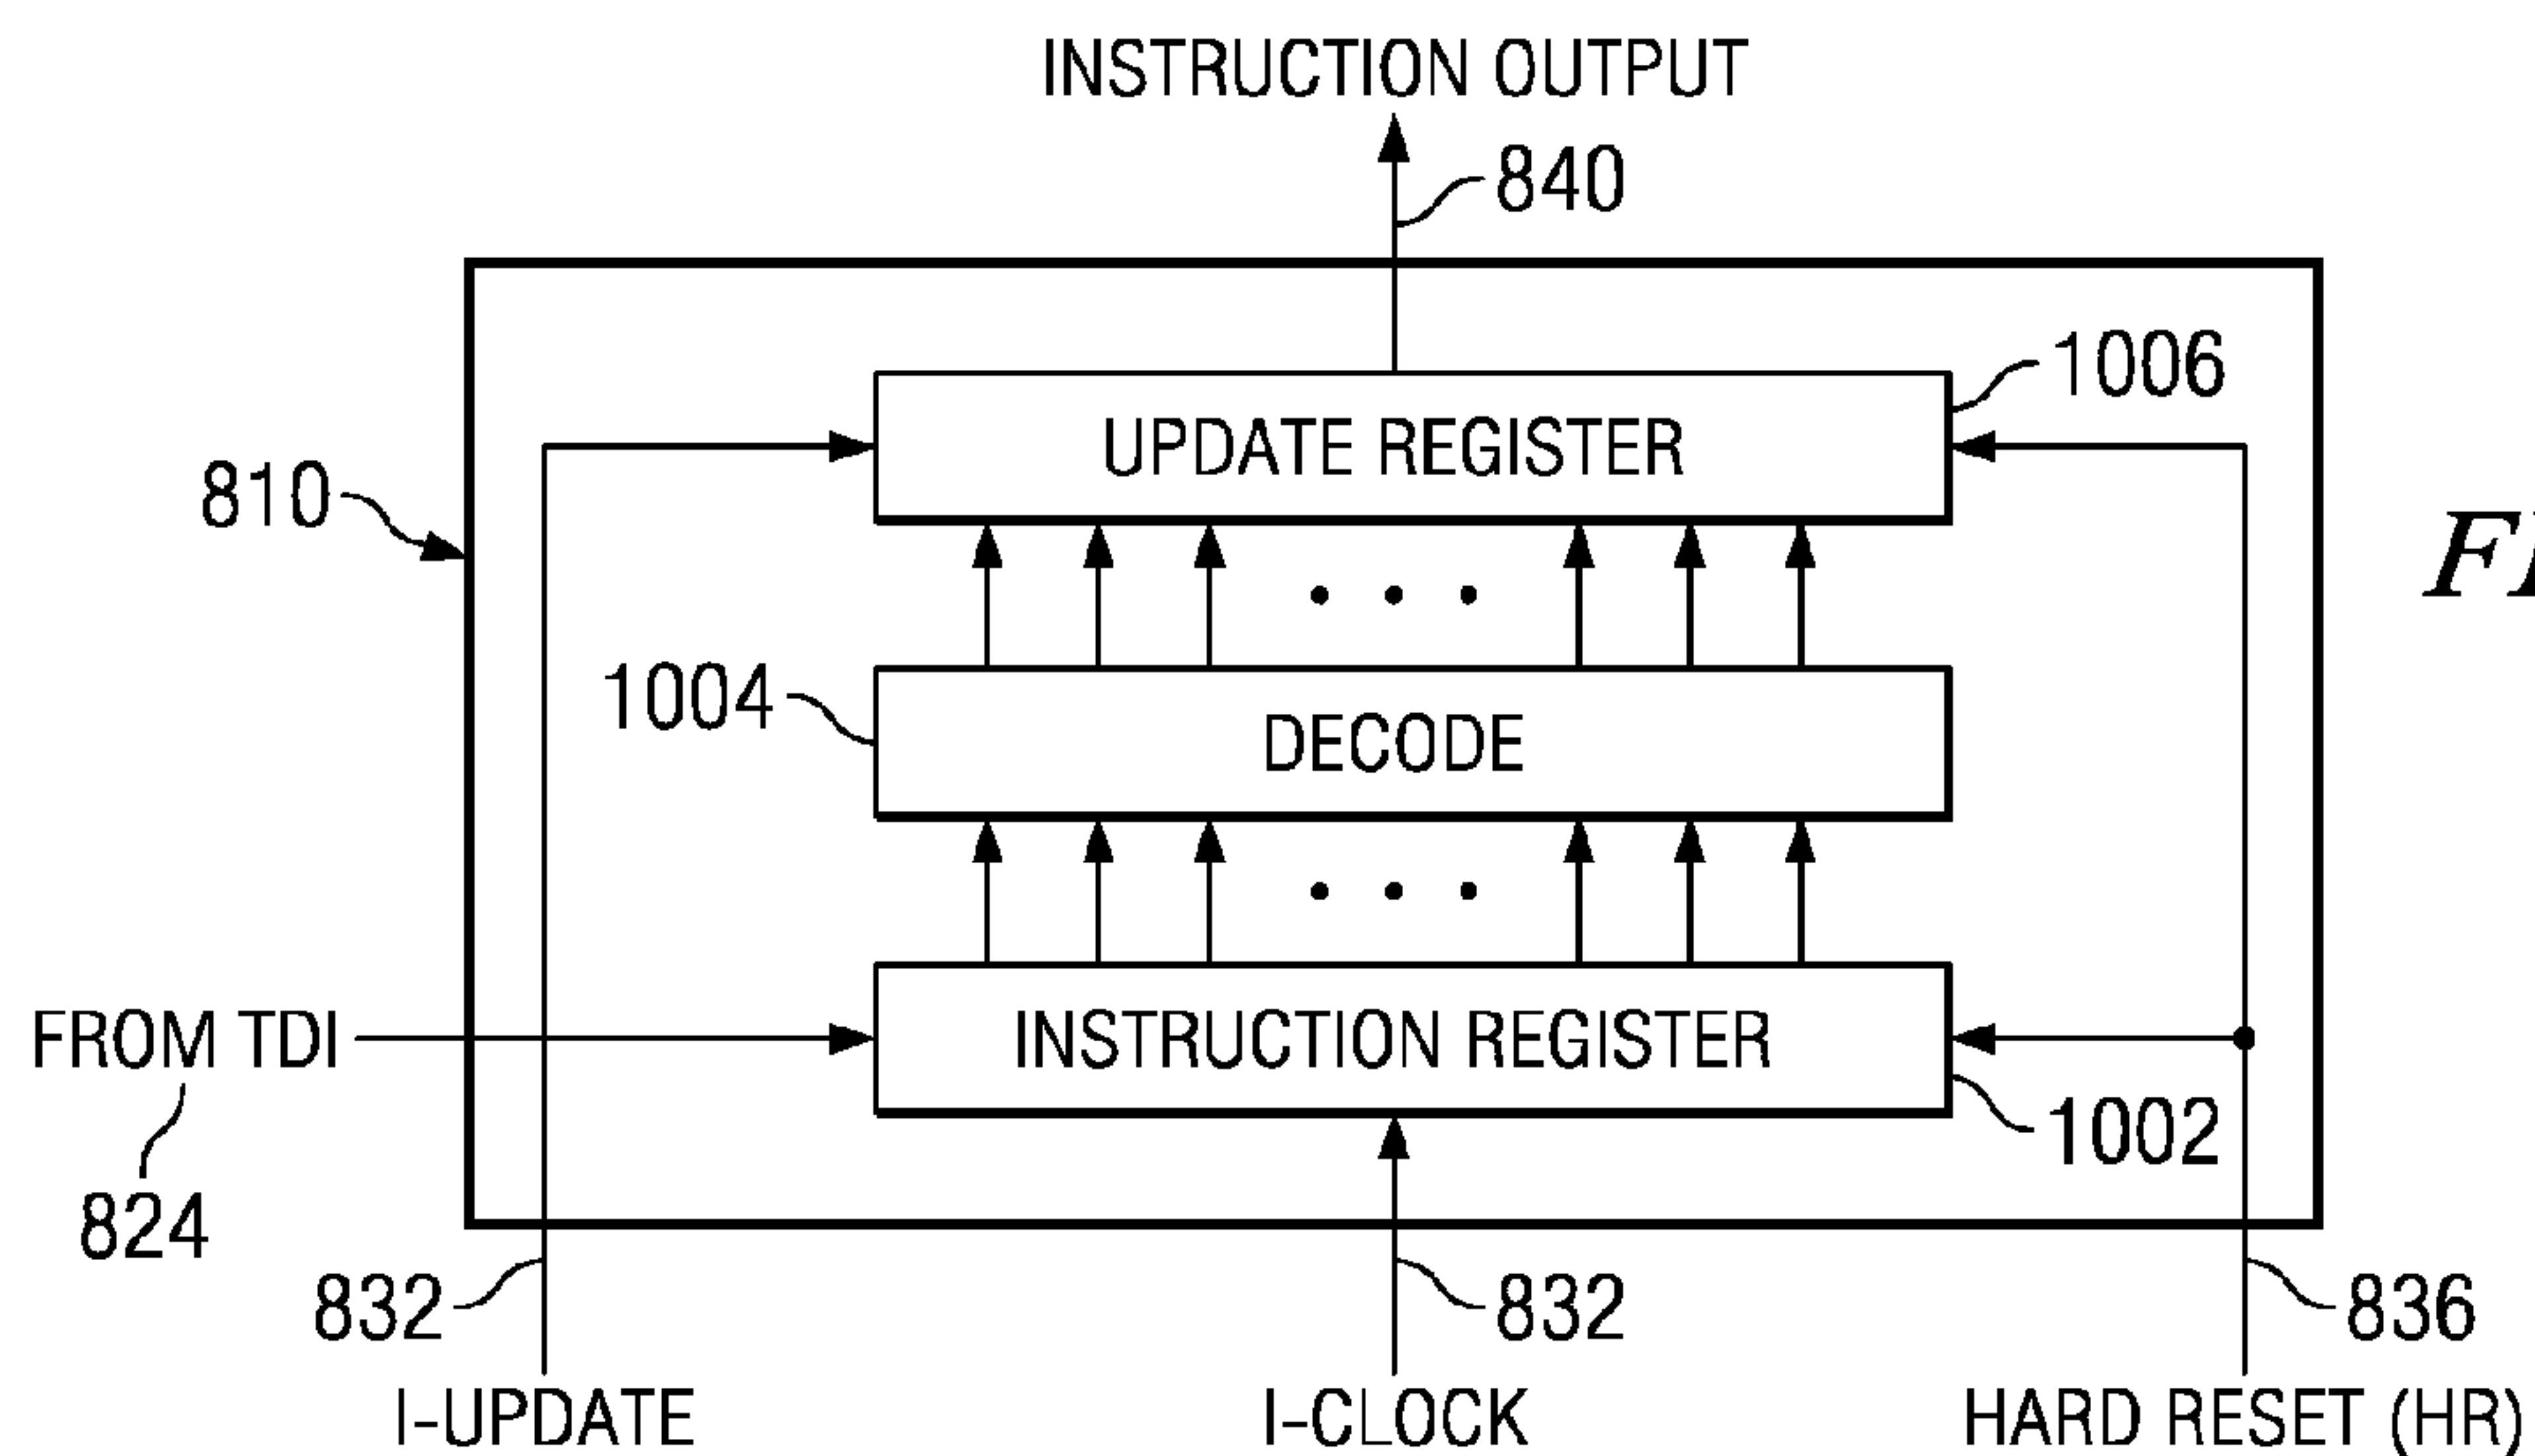 INSTRUCTION OUTPUT
840
1006
UPDATE REGISTER
810
1004
DECODE
FROM TDI
INSTRUCTION REGISTER
1002
824
832
832
836
I-UPDATE
I-CLOCK
HARD RESET (HR)